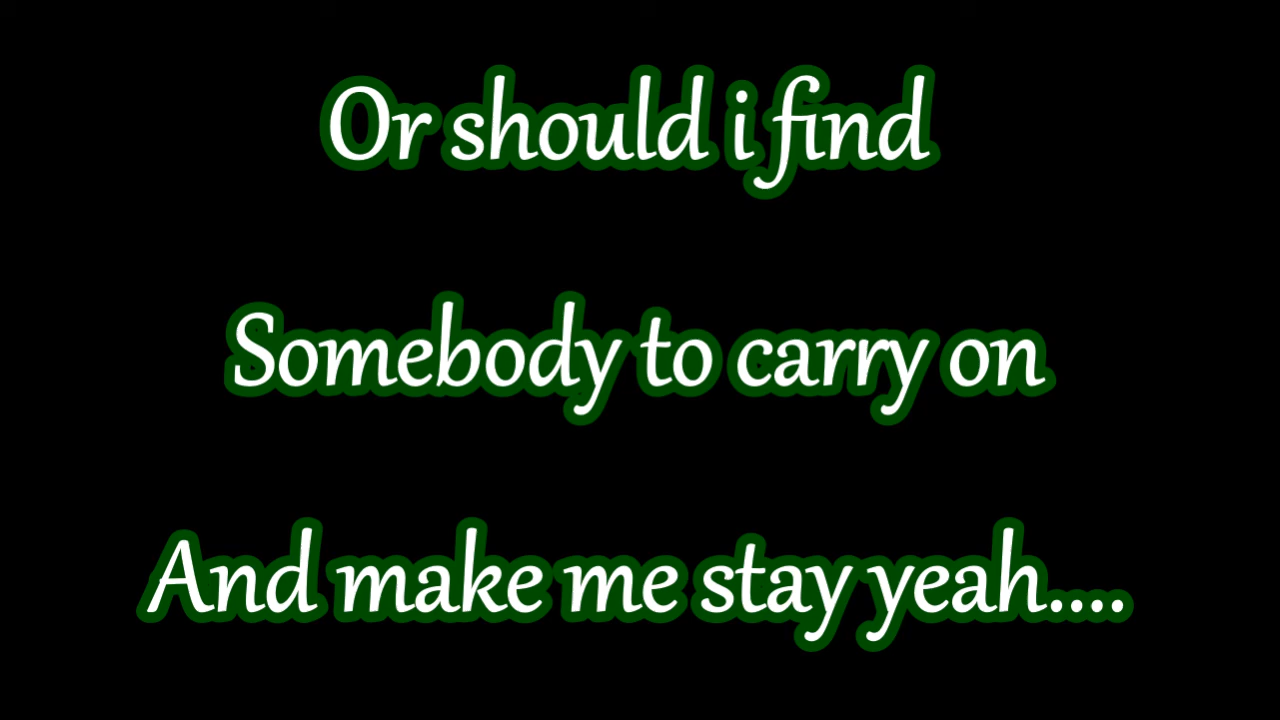 Or should i find
Somebody to carry on
And make me stay yeah....